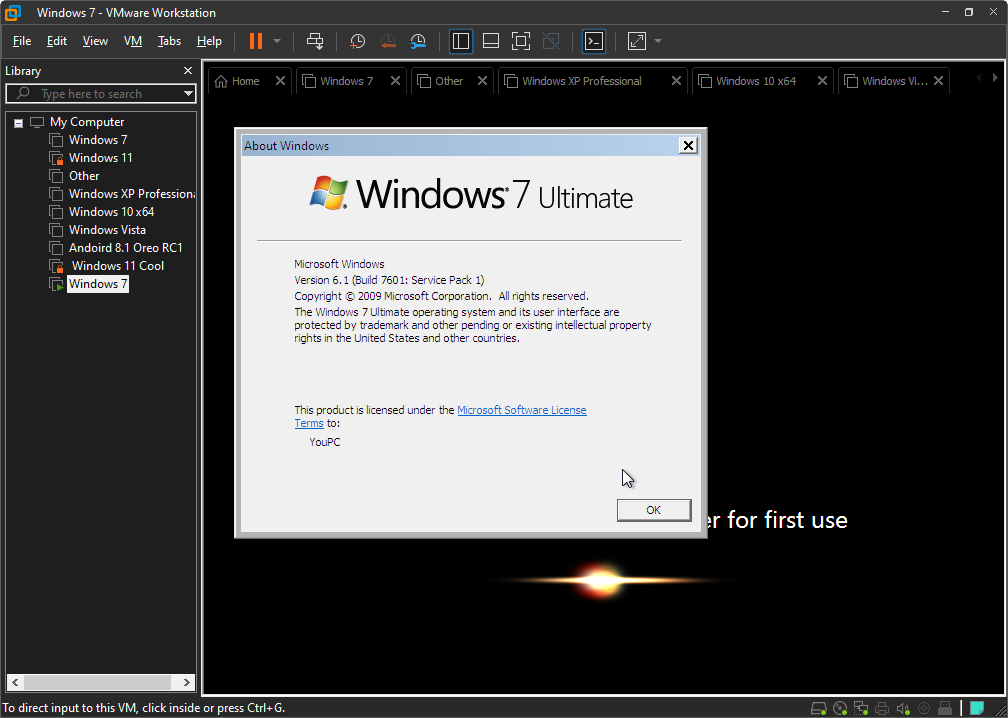 Windows 7 - VMware Workstation
File Edit View VM Tabs Help
Library
Type here to search
My Computer
Windows 7
Windows 11
Other
Windows XP Professiona
Windows 10 x64
Windows Vista
Andoird 8.1 Oreo RC1
Windows 11 Cool
Windows 7
Home Windows 7 Other Windows XP Professional Windows 10 x64 Windows Vi...
About Windows
Windows 7 Ultimate
Microsoft Windows
Version 6.1 (Build 7601: Service Pack 1)
Copyright © 2009 Microsoft Corporation. All rights reserved.
The Windows 7 Ultimate operating system and its user interface are
protected by trademark and other pending or existing intellectual property
rights in the United States and other countries.
This product is licensed under the Microsoft Software License
Terms to:
YouPC
OK
er for first use
To direct input to this VM, click inside or press Ctrl+G.